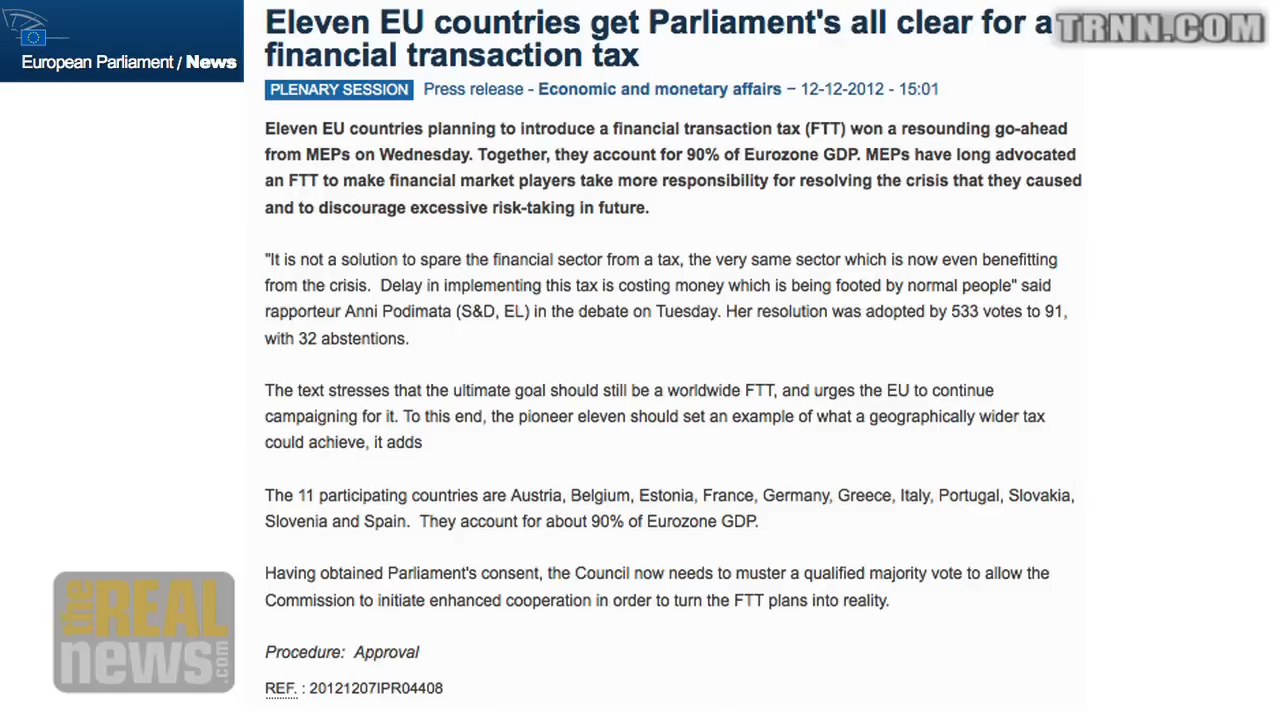 Eleven EU countries get Parliament's all clear for a
financial transaction tax
TRNN.COM
European Parliament / News
PLENARY SESSION Press release - Economic and monetary affairs − 12-12-2012 - 15:01
Eleven EU countries planning to introduce a financial transaction tax (FTT) won a resounding go-ahead
from MEPs on Wednesday. Together, they account for 90% of Eurozone GDP. MEPs have long advocated
an FTT to make financial market players take more responsibility for resolving the crisis that they caused
and to discourage excessive risk-taking in future.
"It is not a solution to spare the financial sector from a tax, the very same sector which is now even benefitting
from the crisis. Delay in implementing this tax is costing money which is being footed by normal people" said
rapporteur Anni Podimata (S&D, EL) in the debate on Tuesday. Her resolution was adopted by 533 votes to 91,
with 32 abstentions.
The text stresses that the ultimate goal should still be a worldwide FTT, and urges the EU to continue
campaigning for it. To this end, the pioneer eleven should set an example of what a geographically wider tax
could achieve, it adds
The 11 participating countries are Austria, Belgium, Estonia, France, Germany, Greece, Italy, Portugal, Slovakia,
Slovenia and Spain. They account for about 90% of Eurozone GDP.
Having obtained Parliament's consent, the Council now needs to muster a qualified majority vote to allow the
Commission to initiate enhanced cooperation in order to turn the FTT plans into reality.
Procedure: Approval
REF. : 20121207IPR04408
the REAL
news.com